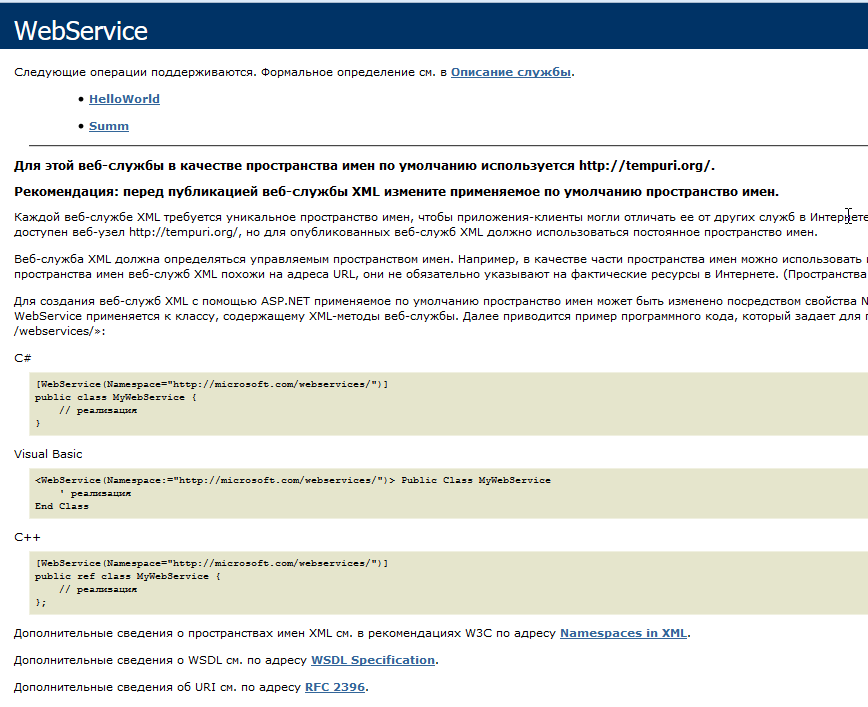 WebService
Следующие операции поддерживаются. Формальное определение см. в Описание службы.
• HelloWorld
• Summ
Для этой веб-службы в качестве пространства имен по умолчанию используется http://tempuri.org/.
Рекомендация: перед публикацией веб-службы XML измените применяемое по умолчанию пространство имен.
Каждой веб-службе XML требуется уникальное пространство имен, чтобы приложения-клиенты могли отличать ее от других служб в Интернете
доступен веб-узел http://tempuri.org/, но для опубликованных веб-служб XML должно использоваться постоянное пространство имен.
Веб-служба XML должна определяться управляемым пространством имен. Например, в качестве части пространства имен можно использовать
пространства имен веб-служб XML похожи на адреса URL, они не обязательно указывают на фактические ресурсы в Интернете. (Пространства
Для создания веб-служб XML с помощью ASP.NET применяемое по умолчанию пространство имен может быть изменено посредством свойства N
WebService применяется к классу, содержащему XML-методы веб-службы. Далее приводится пример программного кода, который задает для
/webservices/»:
C#
[WebService(Namespace="http://microsoft.com/webservices/")]
public class MyWebService {
// реализация
}
Visual Basic
<WebService(Namespace:="http://microsoft.com/webservices/")> Public Class MyWebService
' реализация
End Class
C++
[WebService(Namespace="http://microsoft.com/webservices/")]
public ref class MyWebService {
// реализация
};
Дополнительные сведения о пространствах имен XML см. в рекомендациях W3C по адресу Namespaces in XML.
Дополнительные сведения о WSDL см. по адресу WSDL Specification.
Дополнительные сведения об URI см. по адресу RFC 2396.